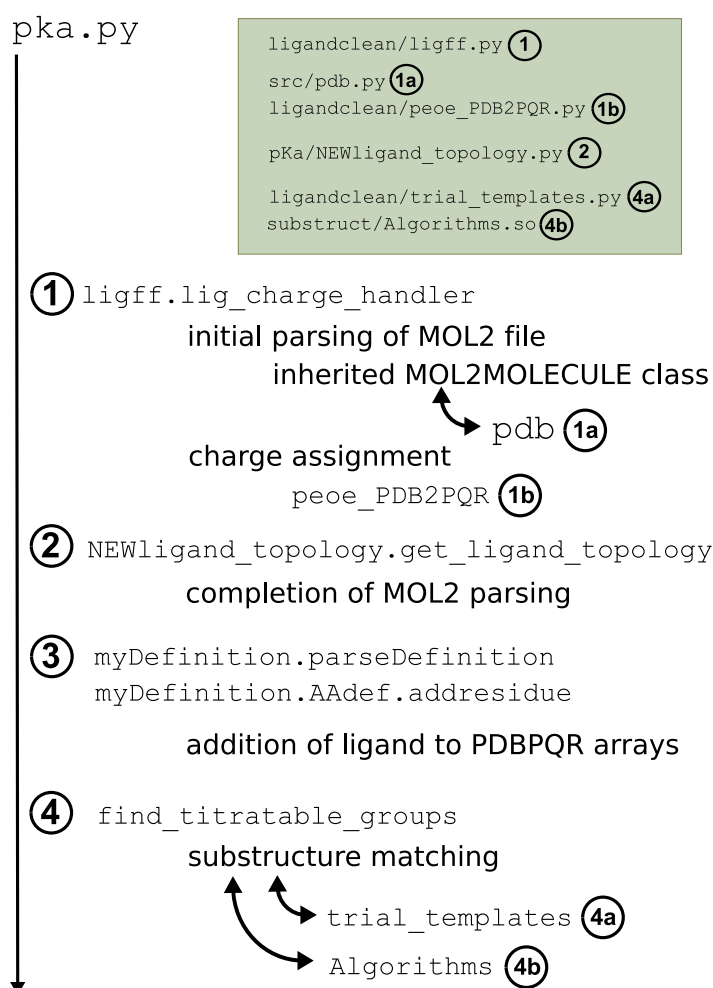 pka.py
ligandclean/ligff.py 1
src/pdb.py 1a
ligandclean/peoe_PDB2PQR.py 1b
pKa/NEWligand_topology.py 2
ligandclean/trial_templates.py 4a
substruct/Algorithms.so 4b
1 ligff.lig_charge_handler
initial parsing of MOL2 file
inherited MOL2MOLECULE class
pdb 1a
charge assignment
peoe_PDB2PQR 1b
2 NEWligand_topology.get_ligand_topology
completion of MOL2 parsing
3 myDefinition.parseDefinition
myDefinition.AAdef.addresidue
addition of ligand to PDBPQR arrays
4 find_titratable_groups
substructure matching
trial_templates 4a
Algorithms 4b